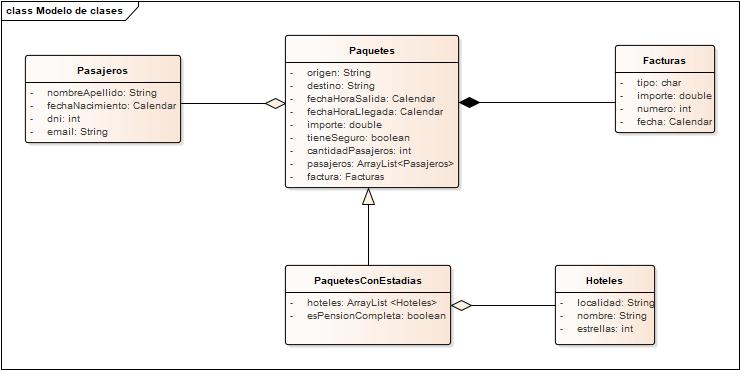 class Modelo de clases
Pasajeros
- nombreApellido: String
- fechaNacimiento: Calendar
- dni: int
- email: String
Paquetes
- origen: String
- destino: String
- fechaHoraSalida: Calendar
- fechaHoraLlegada: Calendar
- importe: double
- tieneSeguro: boolean
- cantidadPasajeros: int
- pasajeros: ArrayList<Pasajeros>
- factura: Facturas
Facturas
- tipo: char
- importe: double
- numero: int
- fecha: Calendar
PaquetesConEstadias
- hoteles: ArrayList <Hoteles>
- esPensionCompleta: boolean
Hoteles
- localidad: String
- nombre: String
- estrellas: int